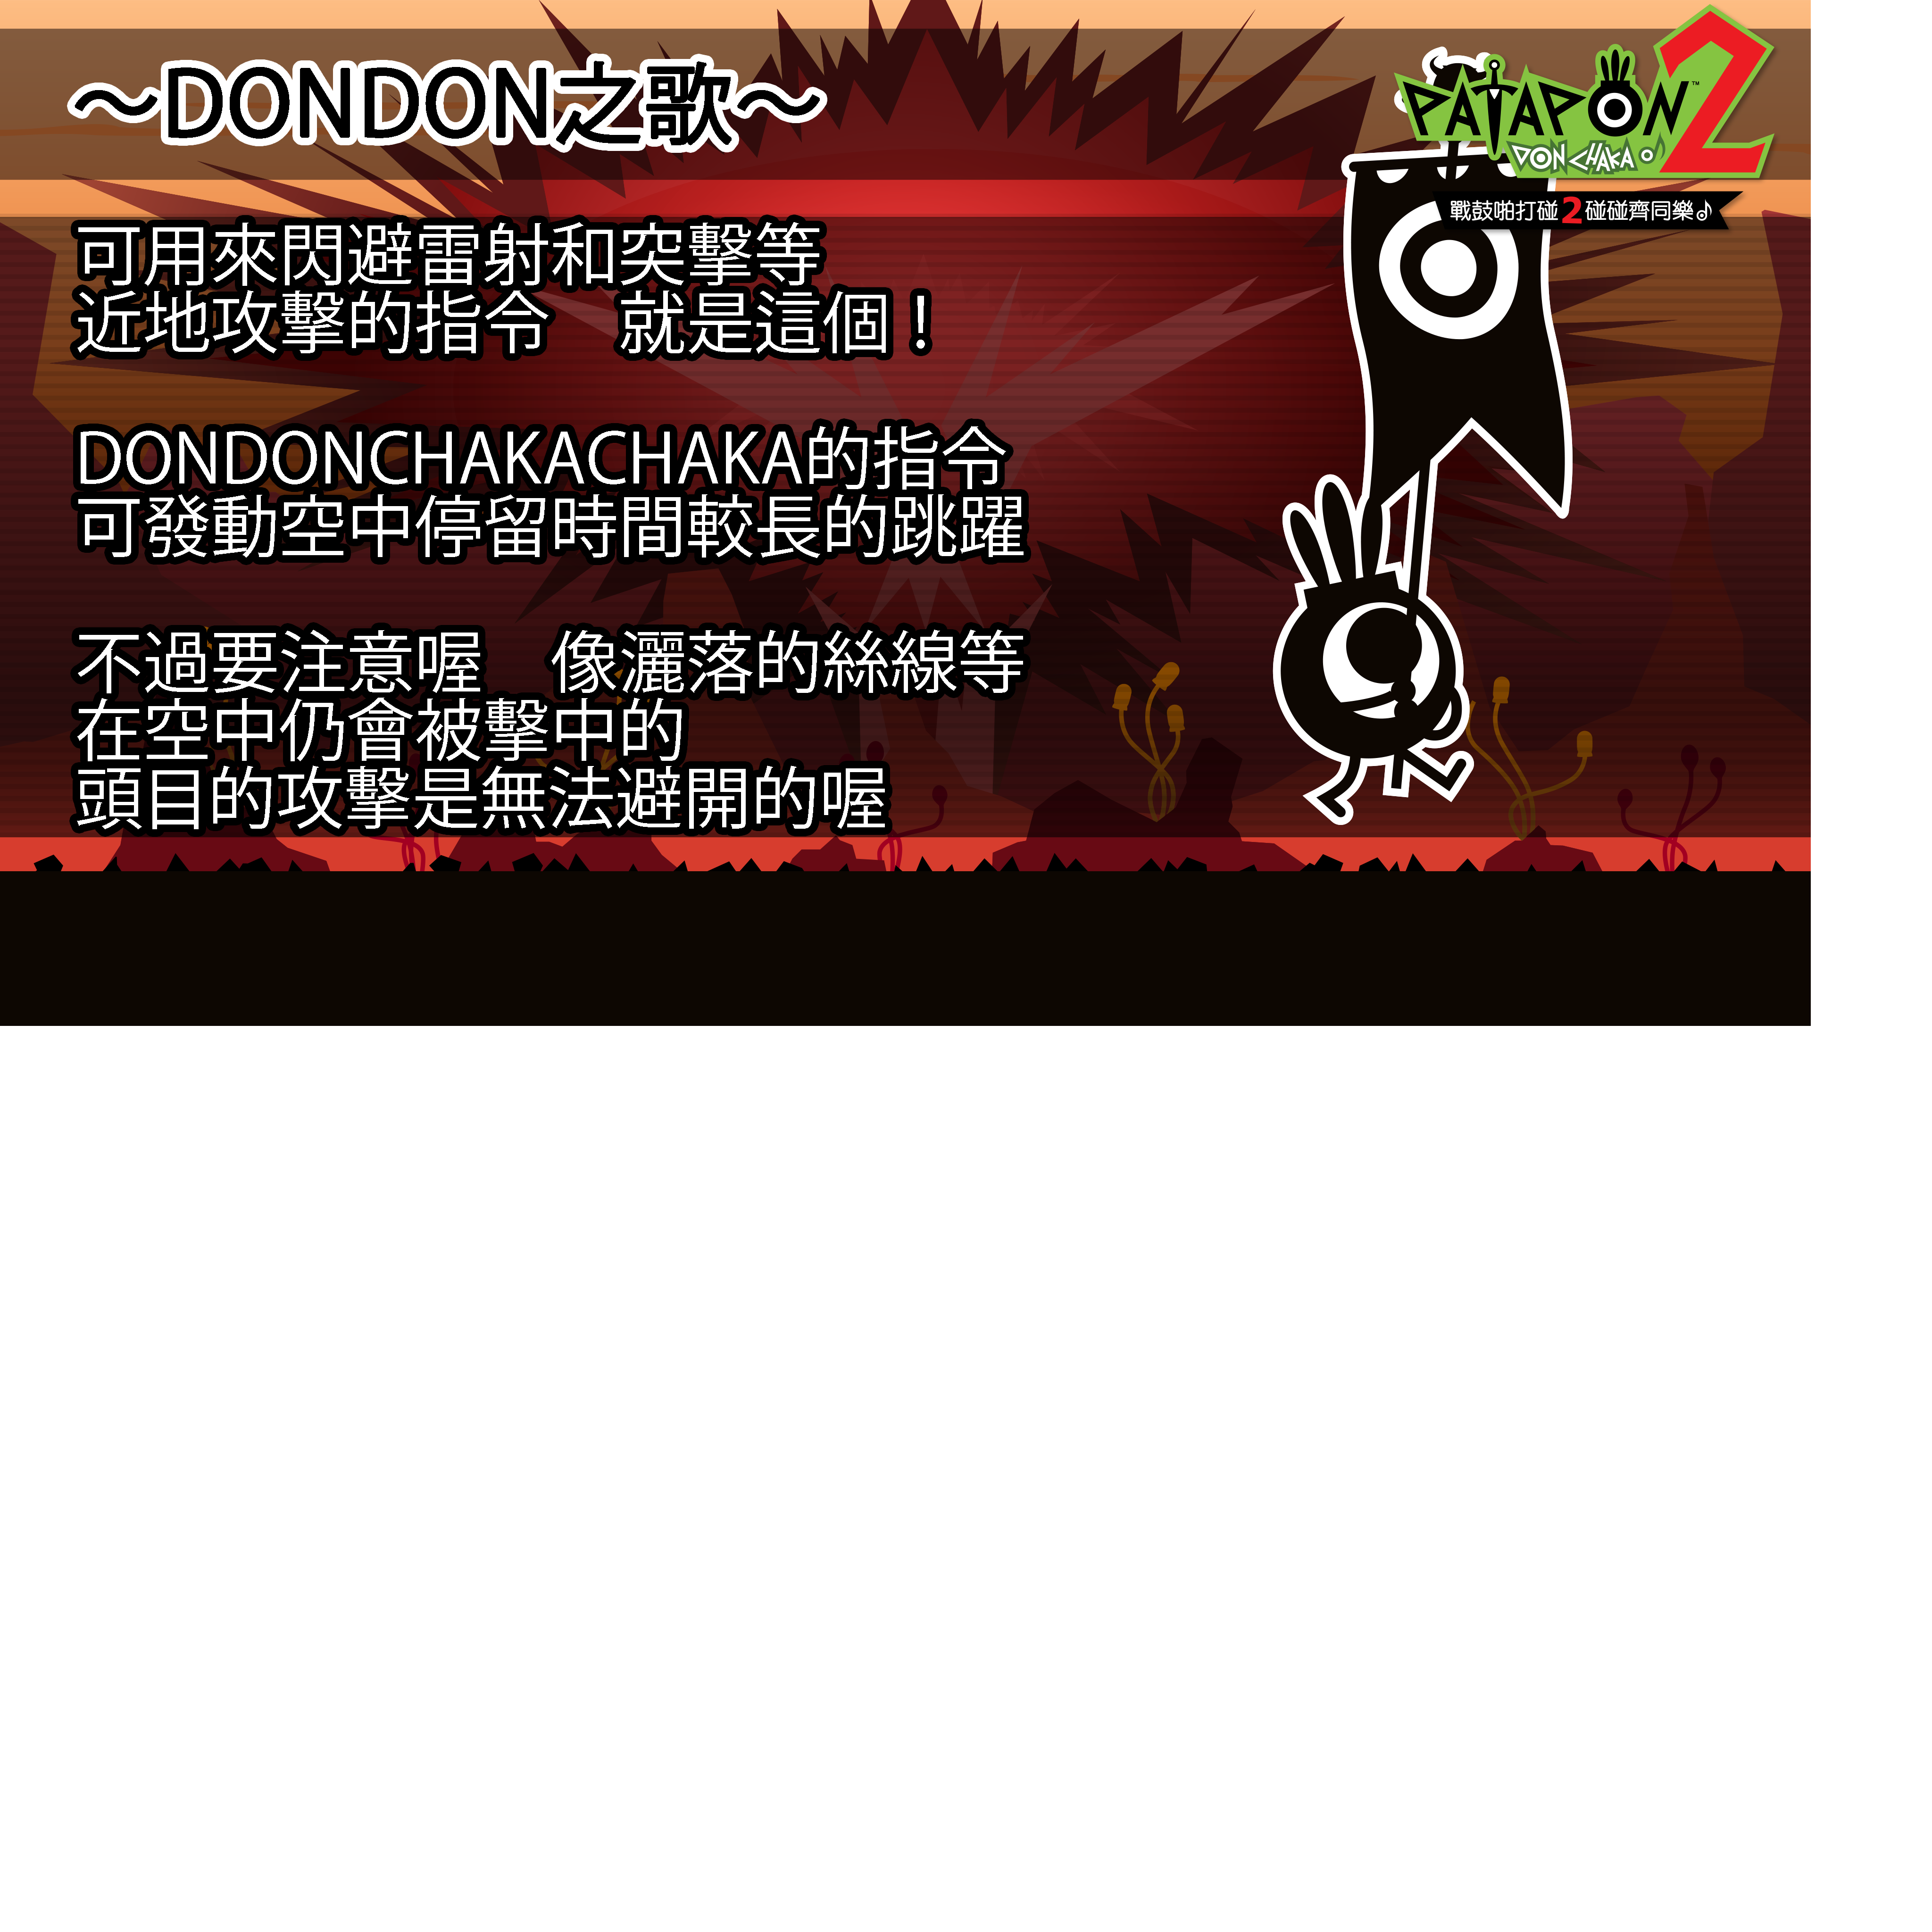 ～DONDON之歌～
PATAPON2™
DON CHAKA♪
戰鼓啪打碰2碰碰齊同樂♪
可用來閃避雷射和突擊等
近地攻擊的指令　就是這個！
DONDONCHAKACHAKA的指令
可發動空中停留時間較長的跳躍
不過要注意喔　像灑落的絲線等
在空中仍會被擊中的
頭目的攻擊是無法避開的喔